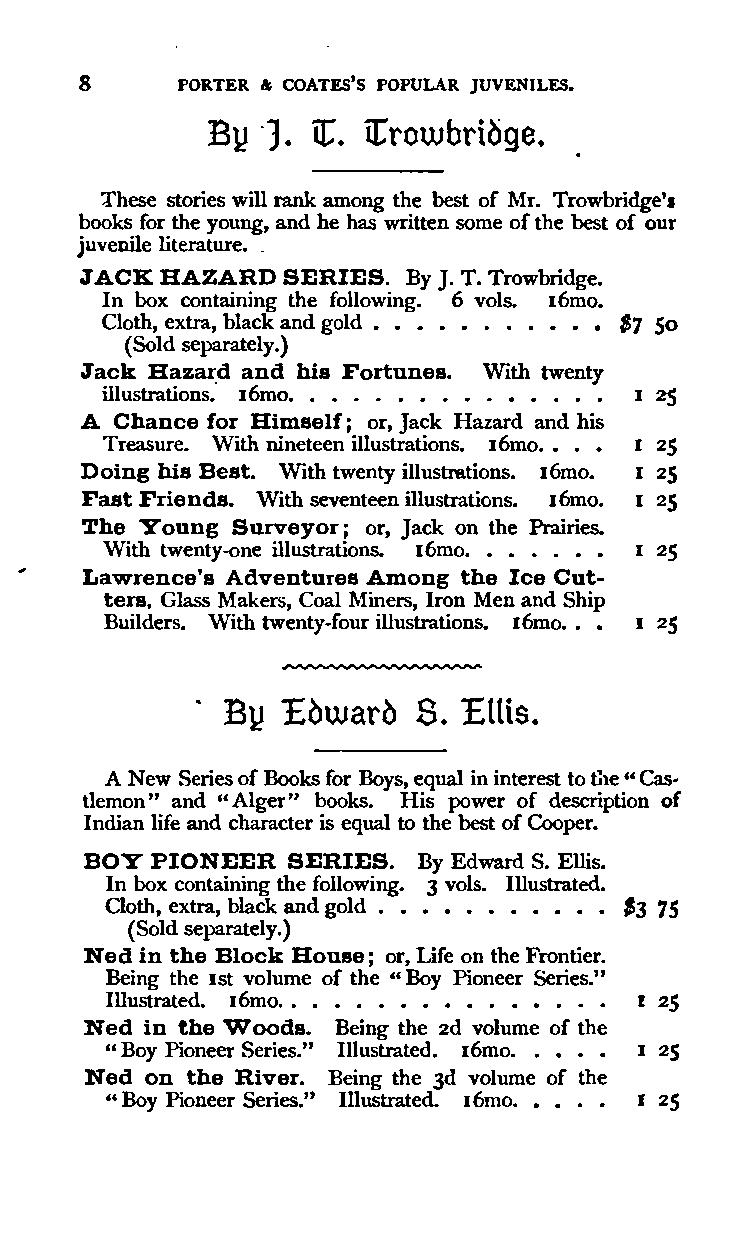 8 PORTER & COATES'S POPULAR JUVENILES.
By J. T. Trowbridge.
These stories will rank among the best of Mr. Trowbridge's
books for the young, and he has written some of the best of our
juvenile literature.
JACK HAZARD SERIES. By J. T. Trowbridge.
In box containing the following. 6 vols. 16mo.
Cloth, extra, black and gold . . . . . . . . . . . $7 50
(Sold separately.)
Jack Hazard and his Fortunes. With twenty
illustrations. 16mo. . . . . . . . . . . . . . . . 1 25
A Chance for Himself; or, Jack Hazard and his
Treasure. With nineteen illustrations. 16mo. . . . 1 25
Doing his Best. With twenty illustrations. 16mo. 1 25
Fast Friends. With seventeen illustrations. 16mo. 1 25
The Young Surveyor; or, Jack on the Prairies.
With twenty-one illustrations. 16mo. . . . . . . 1 25
Lawrence's Adventures Among the Ice Cut-
ters, Glass Makers, Coal Miners, Iron Men and Ship
Builders. With twenty-four illustrations. 16mo. . . 1 25
By Edward S. Ellis.
A New Series of Books for Boys, equal in interest to the "Cas-
tlemon" and "Alger" books. His power of description of
Indian life and character is equal to the best of Cooper.
BOY PIONEER SERIES. By Edward S. Ellis.
In box containing the following. 3 vols. Illustrated.
Cloth, extra, black and gold . . . . . . . . . . . $3 75
(Sold separately.)
Ned in the Block House; or, Life on the Frontier.
Being the 1st volume of the "Boy Pioneer Series."
Illustrated. 16mo. . . . . . . . . . . . . . . . 1 25
Ned in the Woods. Being the 2d volume of the
"Boy Pioneer Series." Illustrated. 16mo. . . . . 1 25
Ned on the River. Being the 3d volume of the
"Boy Pioneer Series." Illustrated. 16mo. . . . . 1 25